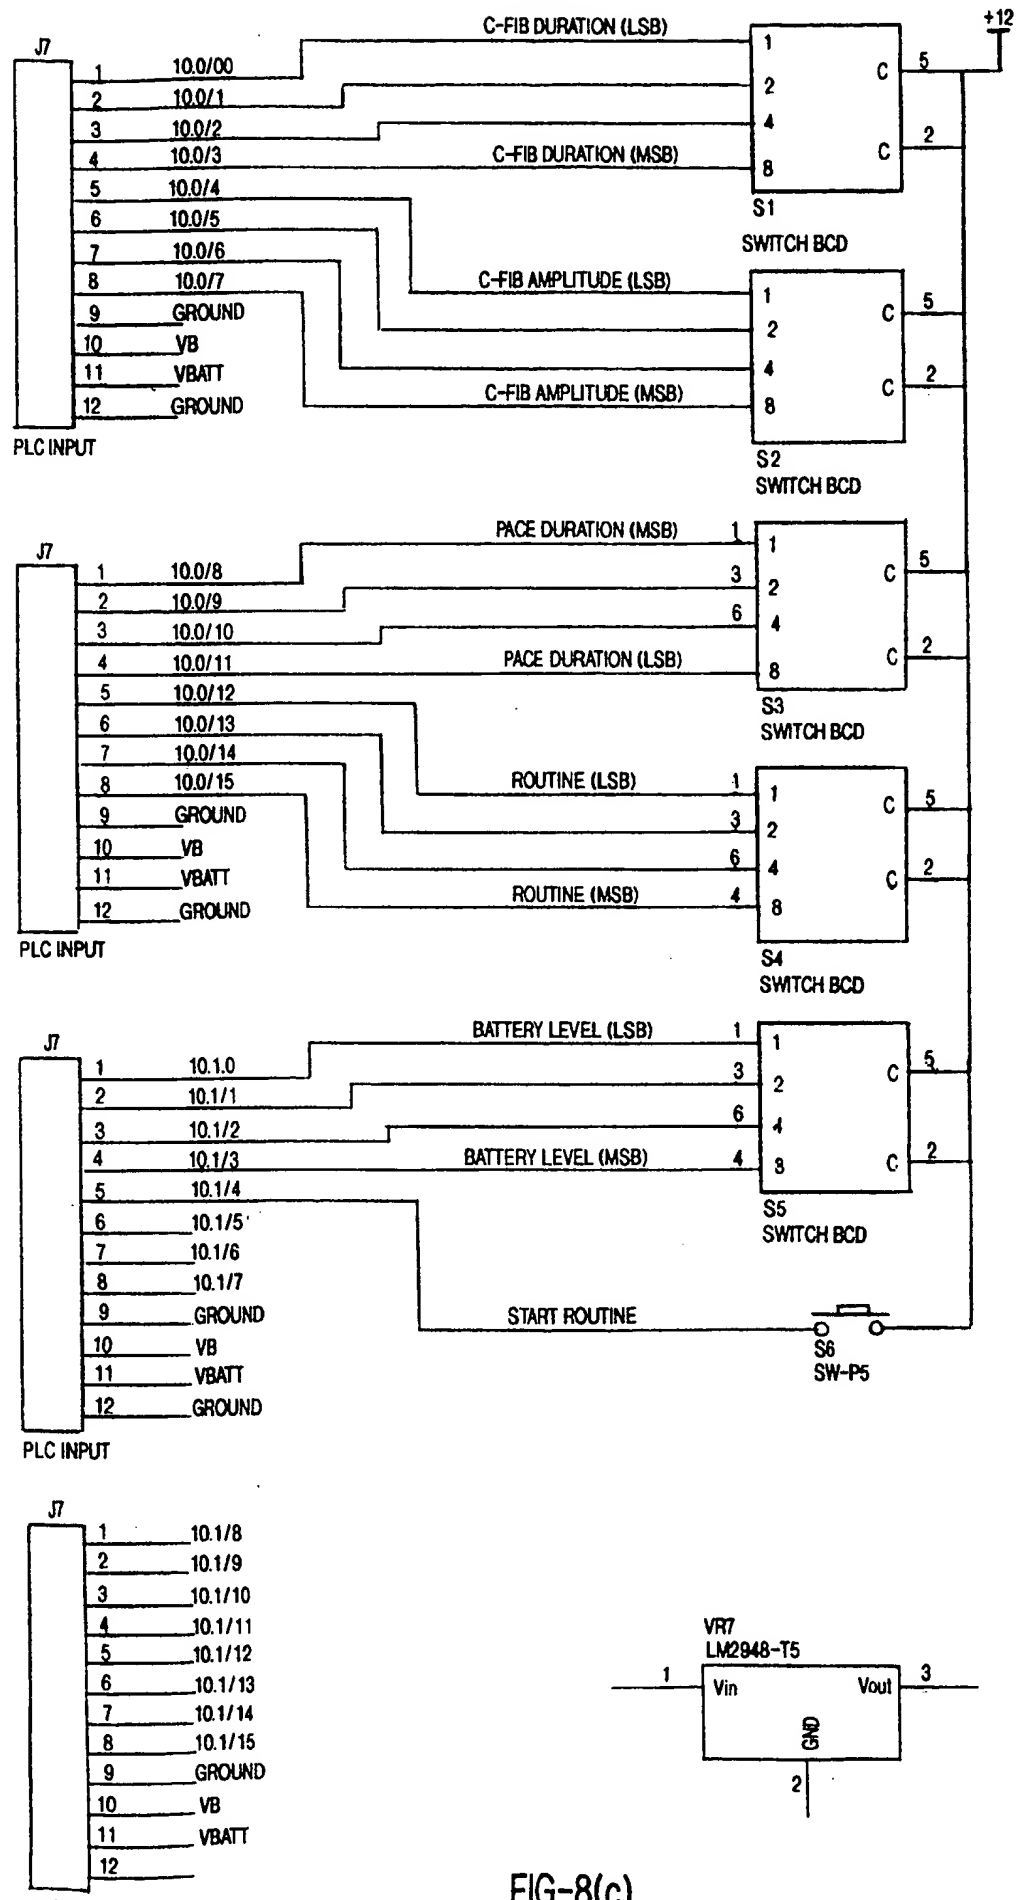 +12
C-FIB DURATION (LSB)
J7
1 10.0/00
2 10.0/1
3 10.0/2
4 10.0/3 C-FIB DURATION (MSB)
5 10.0/4
6 10.0/5
7 10.0/6
8 10.0/7
9 GROUND
10 VB
11 VBATT
12 GROUND
PLC INPUT
1 C 5
2
4 C 2
8
S1
SWITCH BCD
C-FIB AMPLITUDE (LSB)
1 C 5
2
4 C 2
C-FIB AMPLITUDE (MSB) 8
S2
SWITCH BCD
J7
1 10.0/8
2 10.0/9
3 10.0/10
4 10.0/11
5 10.0/12
6 10.0/13
7 10.0/14
8 10.0/15
9 GROUND
10 VB
11 VBATT
12 GROUND
PLC INPUT
PACE DURATION (MSB) 1 1
3 2 C 5
6 4
PACE DURATION (LSB) 8 C 2
S3
SWITCH BCD
ROUTINE (LSB) 1 1 C 5
3 2
6 4 C 2
ROUTINE (MSB) 4 8
S4
SWITCH BCD
J7
1 10.1.0
2 10.1/1
3 10.1/2
4 10.1/3
5 10.1/4
6 10.1/5
7 10.1/6
8 10.1/7
9 GROUND
10 VB
11 VBATT
12 GROUND
PLC INPUT
BATTERY LEVEL (LSB) 1 1
3 2 C 5
6 4
BATTERY LEVEL (MSB) 4 8 C 2
S5
SWITCH BCD
START ROUTINE
S6
SW-P5
J7
1 10.1/8
2 10.1/9
3 10.1/10
4 10.1/11
5 10.1/12
6 10.1/13
7 10.1/14
8 10.1/15
9 GROUND
10 VB
11 VBATT
12
VR7
LM2948-T5
1 Vin Vout 3
GND
2
FIG-8(c)